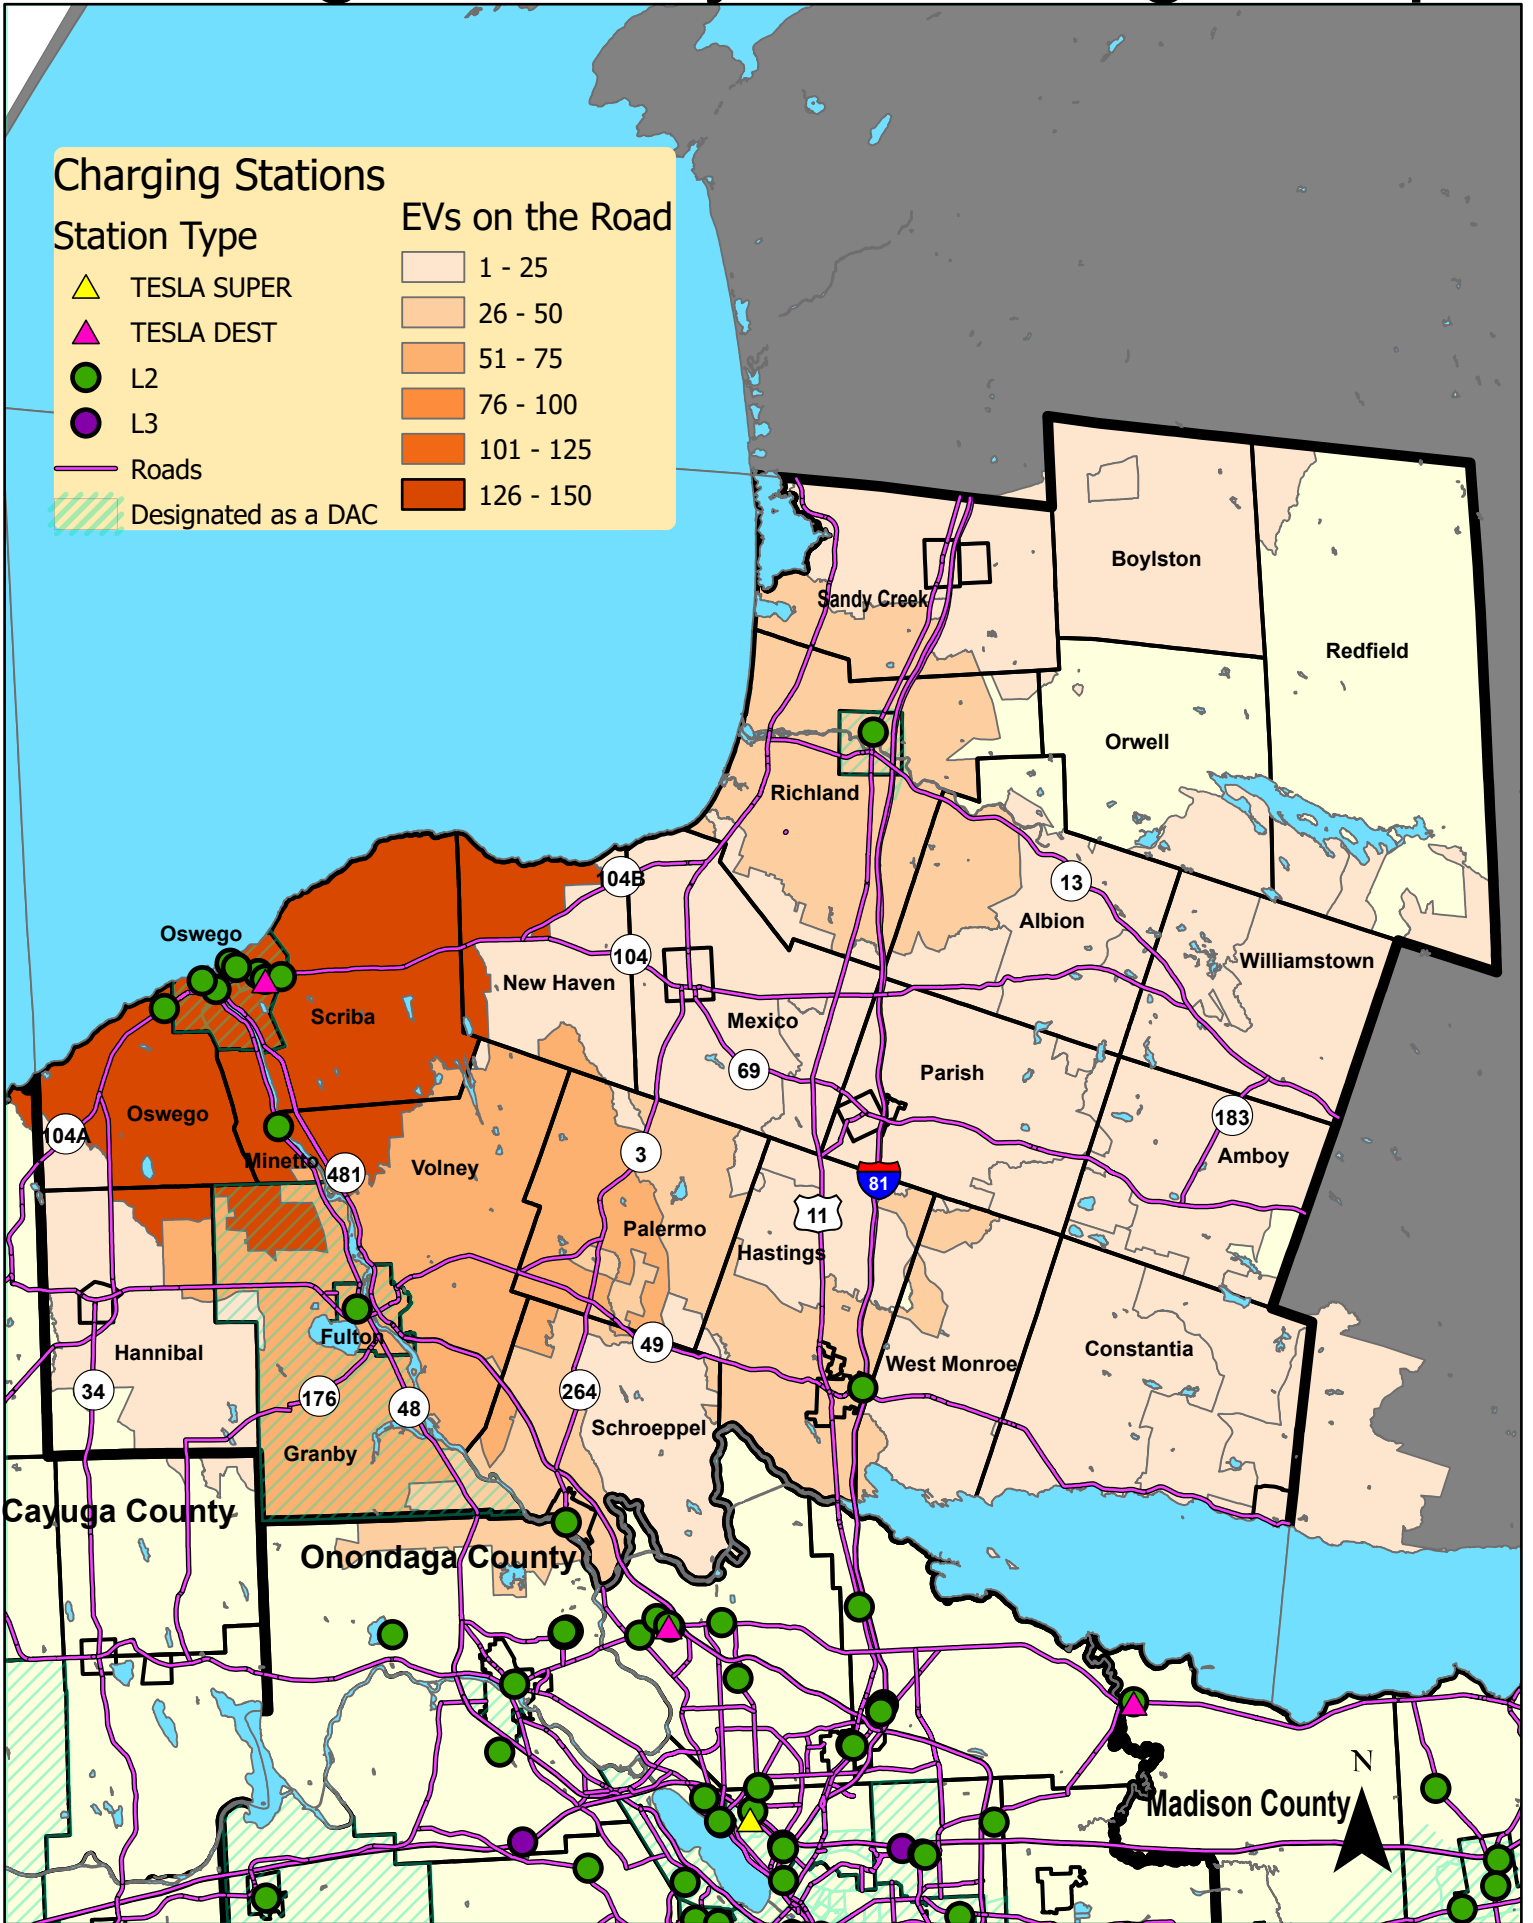 Charging Stations
Station Type
TESLA SUPER
TESLA DEST
L2
L3
Roads
Designated as a DAC
EVs on the Road
1 - 25
26 - 50
51 - 75
76 - 100
101 - 125
126 - 150
Boylston
Sandy Creek
Redfield
Orwell
Richland
104B
13
Albion
Oswego
104
Williamstown
New Haven
Scriba
Mexico
69
Parish
Oswego
104A
183
3
Amboy
Minetto
481
Volney
81
11
Palermo
Hastings
Fulton
49
Constantia
Hannibal
West Monroe
34
176
48
264
Schroeppel
Granby
Cayuga County
Onondaga County
N
Madison County